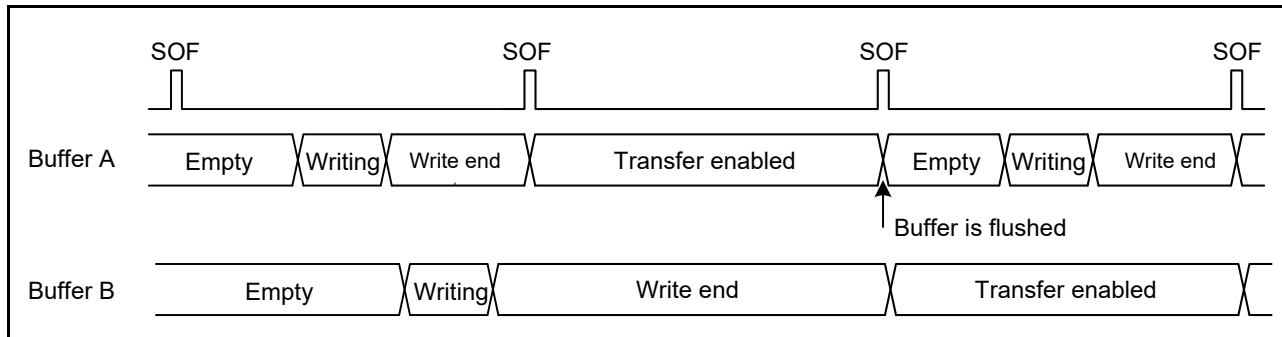 SOF SOF SOF SOF
Buffer A Empty Writing Write end Transfer enabled Empty Writing Write end
Buffer is flushed
Buffer B Empty Writing Write end Transfer enabled